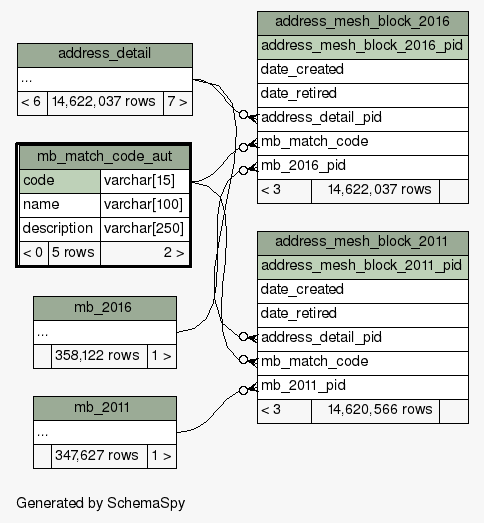 address_detail
...
< 6 14,622,037 rows 7 >
mb_match_code_aut
code varchar[15]
name varchar[100]
description varchar[250]
< 0 5 rows 2 >
mb_2016
...
358,122 rows 1 >
mb_2011
...
347,627 rows 1 >
address_mesh_block_2016
address_mesh_block_2016_pid
date_created
date_retired
address_detail_pid
mb_match_code
mb_2016_pid
< 3 14,622,037 rows
address_mesh_block_2011
address_mesh_block_2011_pid
date_created
date_retired
address_detail_pid
mb_match_code
mb_2011_pid
< 3 14,620,566 rows
Generated by SchemaSpy